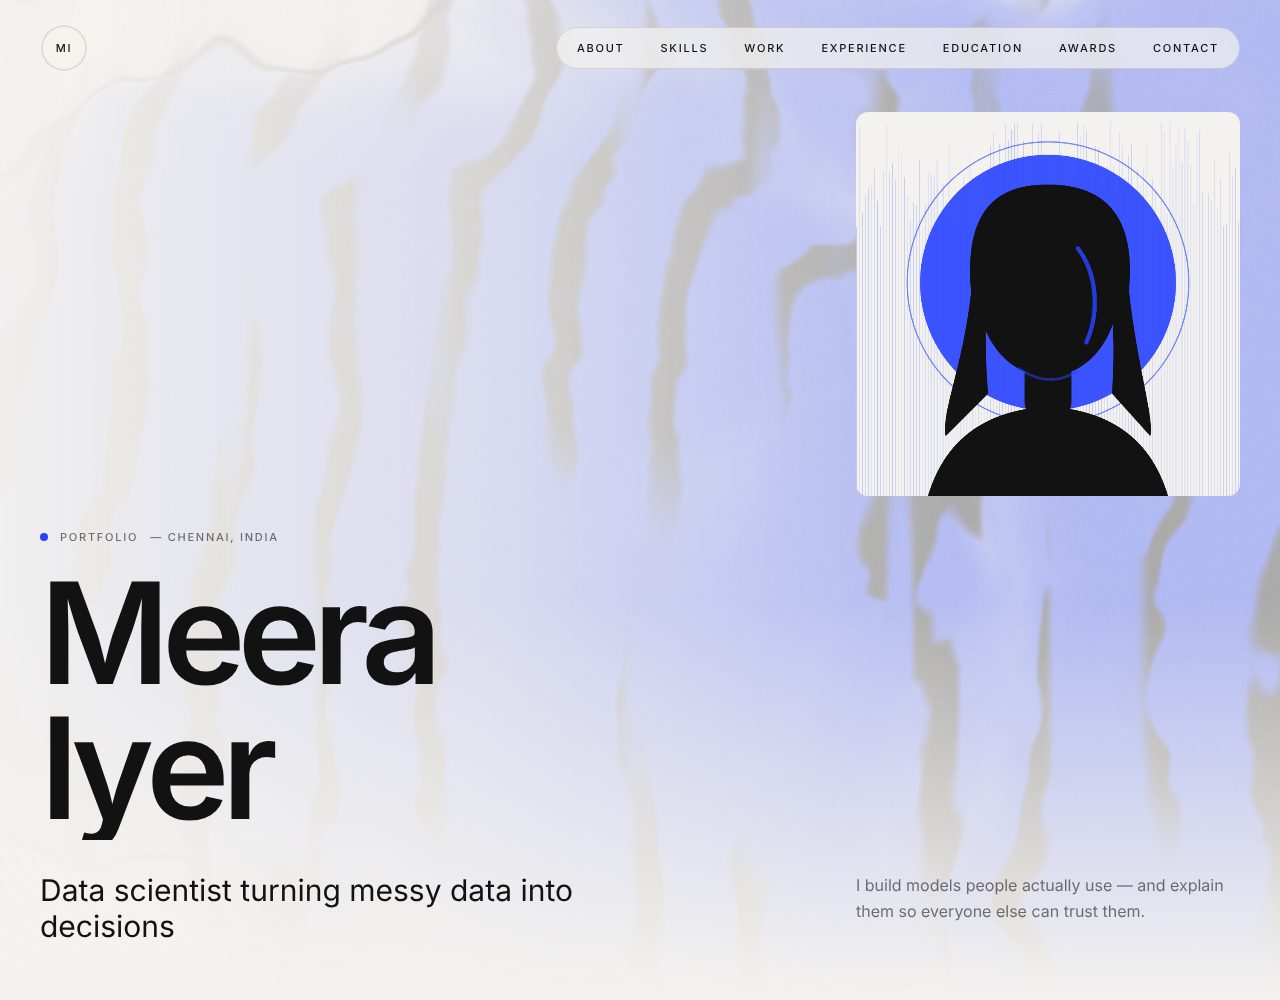 MI
ABOUT SKILLS WORK EXPERIENCE EDUCATION AWARDS CONTACT
PORTFOLIO — CHENNAI, INDIA
Meera
Iyer
Data scientist turning messy data into
decisions
I build models people actually use — and explain
them so everyone else can trust them.